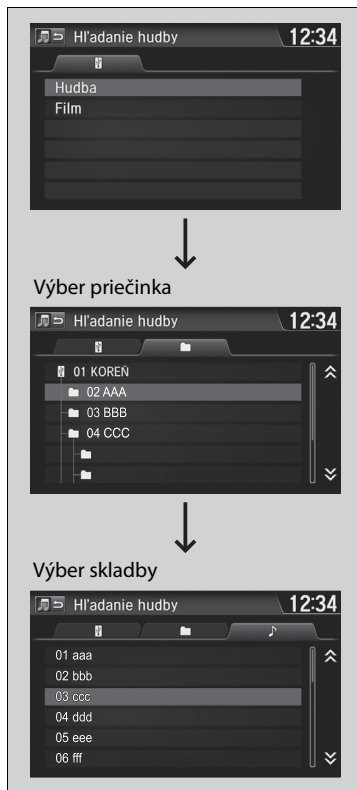 Hľadanie hudby 12:34
Hudba
Film
Výber priečinka
Hľadanie hudby 12:34
01 KOREŇ
02 AAA
03 BBB
04 CCC
Výber skladby
Hľadanie hudby 12:34
01 aaa
02 bbb
03 ccc
04 ddd
05 eee
06 fff